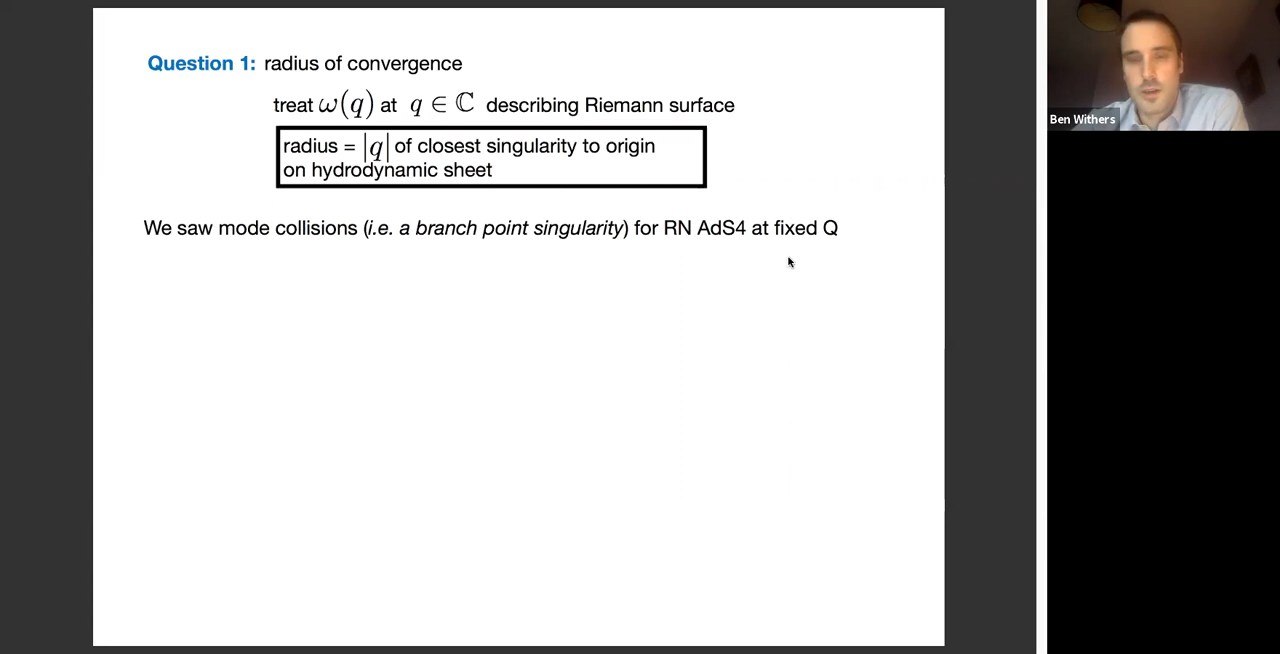 Question 1: radius of convergence
treat ω(q) at q ∈ ℂ describing Riemann surface
radius = |q| of closest singularity to origin
on hydrodynamic sheet
We saw mode collisions (i.e. a branch point singularity) for RN AdS4 at fixed Q
Ben Withers